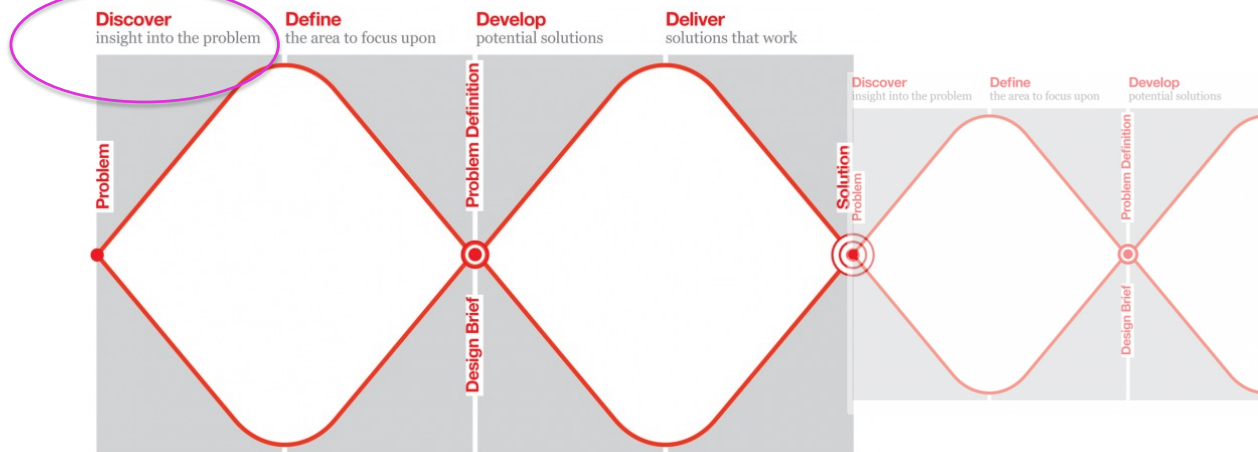 Discover
insight into the problem
Define
the area to focus upon
Develop
potential solutions
Deliver
solutions that work
Problem
Problem Definition
Design Brief
Solution
Problem
Discover
insight into the problem
Define
the area to focus upon
Develop
potential solutions
Problem Definition
Design Brief